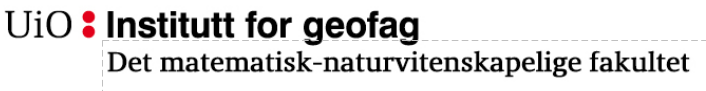 UiO : Institutt for geofag
Det matematisk-naturvitenskapelige fakultet